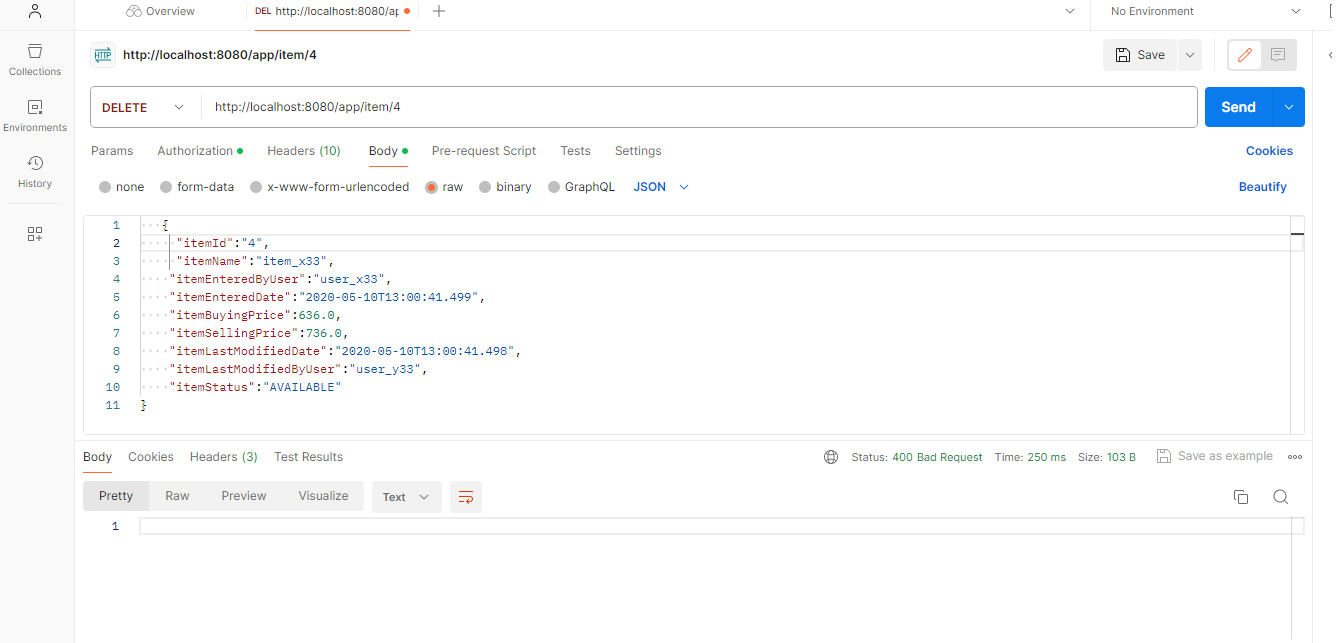 Overview
DEL http://localhost:8080/ap
No Environment
HTTP http://localhost:8080/app/item/4
Save
Collections
Environments
History
DELETE http://localhost:8080/app/item/4
Send
Params Authorization Headers (10) Body Pre-request Script Tests Settings Cookies
none form-data x-www-form-urlencoded raw binary GraphQL JSON Beautify
1 {
2 "itemId":"4",
3 "itemName":"item_x33",
4 "itemEnteredByUser":"user_x33",
5 "itemEnteredDate":"2020-05-10T13:00:41.499",
6 "itemBuyingPrice":636.0,
7 "itemSellingPrice":736.0,
8 "itemLastModifiedDate":"2020-05-10T13:00:41.498",
9 "itemLastModifiedByUser":"user_y33",
10 "itemStatus":"AVAILABLE"
11 }
Body Cookies Headers (3) Test Results Status: 400 Bad Request Time: 250 ms Size: 103 B Save as example
Pretty Raw Preview Visualize Text
1